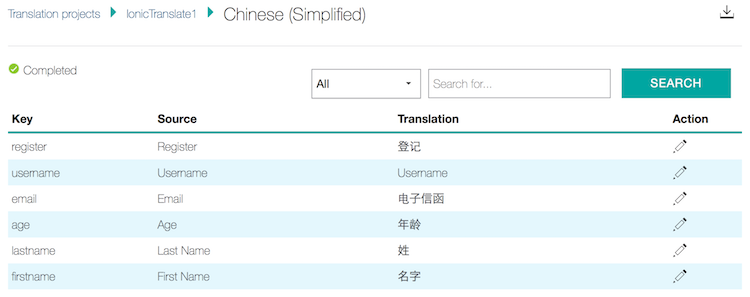 Translation projects IonicTranslate1 Chinese (Simplified)
Completed
All Search for... SEARCH
Key Source Translation Action
register Register 登记
username Username Username
email Email 电子信函
age Age 年龄
lastname Last Name 姓
firstname First Name 名字